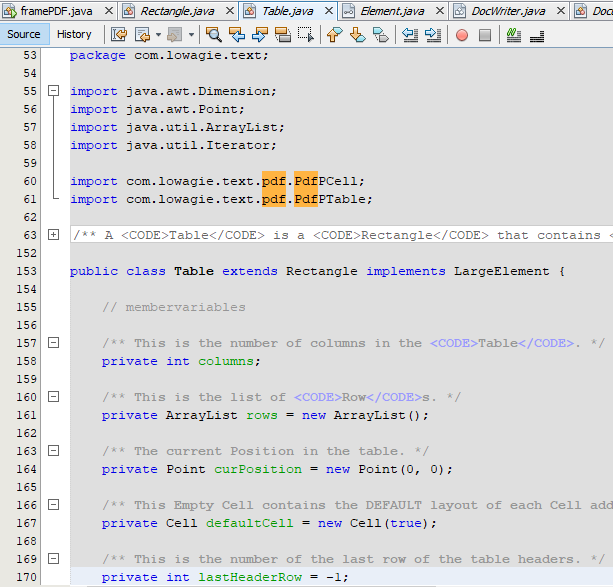 framePDF.java Rectangle.java Table.java Element.java DocWriter.java Doc
Source History
53 package com.lowagie.text;
54
55 import java.awt.Dimension;
56 import java.awt.Point;
57 import java.util.ArrayList;
58 import java.util.Iterator;
59
60 import com.lowagie.text.pdf.PdfPCell;
61 import com.lowagie.text.pdf.PdfPTable;
62
63 /** A <CODE>Table</CODE> is a <CODE>Rectangle</CODE> that contains <
152
153 public class Table extends Rectangle implements LargeElement {
154
155 // membervariables
156
157 /** This is the number of columns in the <CODE>Table</CODE>. */
158 private int columns;
159
160 /** This is the list of <CODE>Row</CODE>s. */
161 private ArrayList rows = new ArrayList();
162
163 /** The current Position in the table. */
164 private Point curPosition = new Point(0, 0);
165
166 /** This Empty Cell contains the DEFAULT layout of each Cell add
167 private Cell defaultCell = new Cell(true);
168
169 /** This is the number of the last row of the table headers. */
170 private int lastHeaderRow = -1;